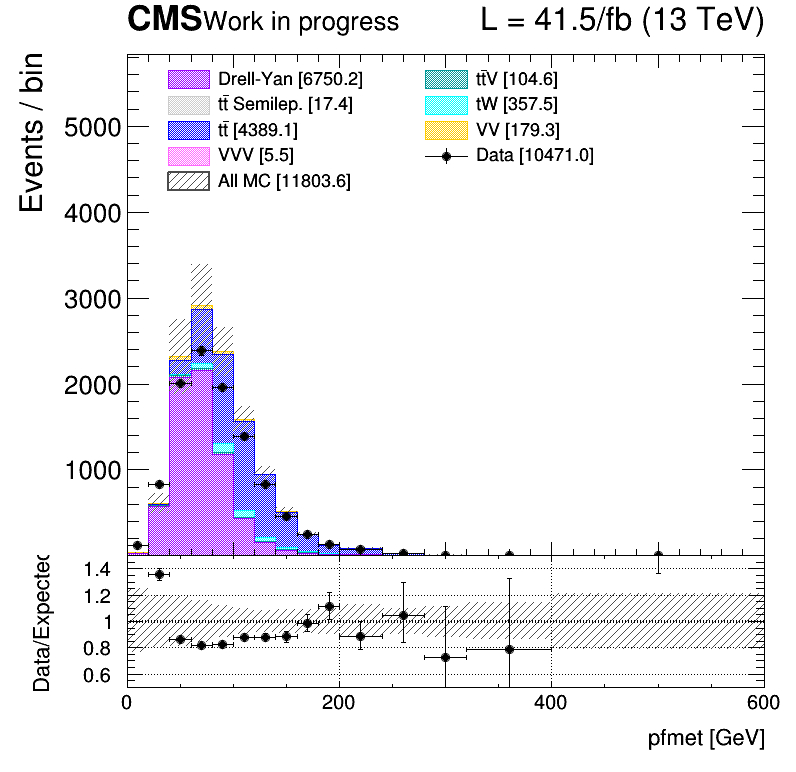 CMS Work in progress L = 41.5/fb (13 TeV)
Events / bin
Drell-Yan [6750.2]
tt̄ Semilep. [17.4]
tt̄ [4389.1]
VVV [5.5]
All MC [11803.6]
tt̄V [104.6]
tW [357.5]
VV [179.3]
Data [10471.0]
5000
4000
3000
2000
1000
Data/Expected
1.4
1.2
1
0.8
0.6
0 200 400 600
pfmet [GeV]